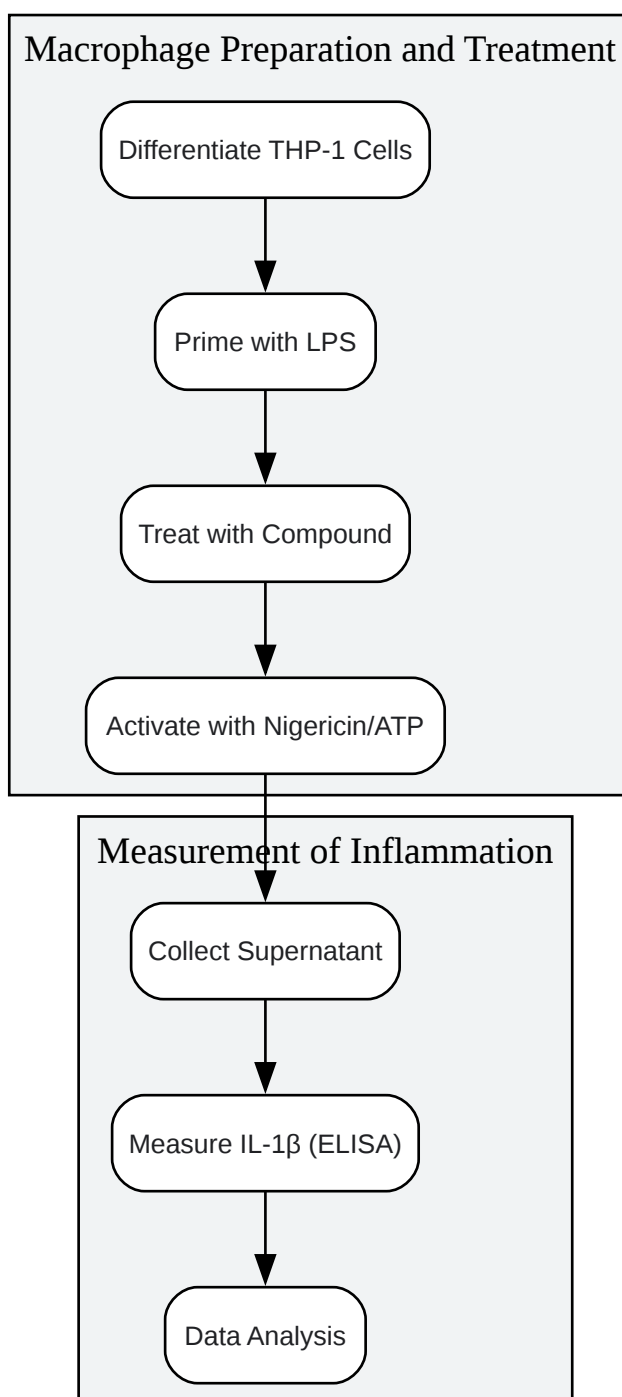 Macrophage Preparation and Treatment
Differentiate THP-1 Cells
Prime with LPS
Treat with Compound
Activate with Nigericin/ATP
Measurement of Inflammation
Collect Supernatant
Measure IL-1β (ELISA)
Data Analysis